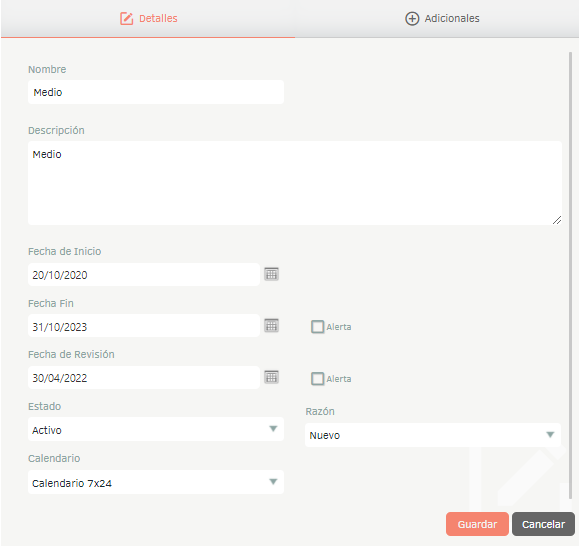 Detalles
Adicionales
Nombre
Medio
Descripción
Medio
Fecha de Inicio
20/10/2020
Fecha Fin
31/10/2023
Alerta
Fecha de Revisión
30/04/2022
Alerta
Estado
Activo
Razón
Nuevo
Calendario
Calendario 7x24
Guardar
Cancelar